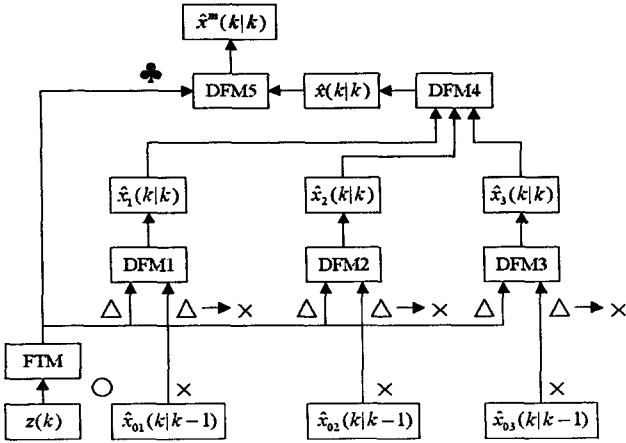 x̂ᵐ(k|k)
♣
DFM5
x̂(k|k)
DFM4
x̂₁(k|k)
x̂₂(k|k)
x̂₃(k|k)
DFM1
DFM2
DFM3
△ △ → × △ △ → × △ △ → ×
FTM
○ × × ×
z(k)
x̂₀₁(k|k−1)
x̂₀₂(k|k−1)
x̂₀₃(k|k−1)